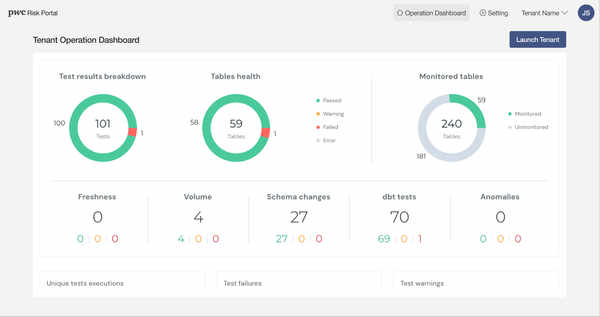 pwc Risk Portal
Operation Dashboard
Setting
Tenant Name
JS
Tenant Operation Dashboard
Launch Tenant
Test results breakdown
Tables health
Monitored tables
100
101
Tests
1
58
59
Tables
1
Passed
Warning
Failed
Error
240
Tables
59
181
Monitored
Unmonitored
Freshness
Volume
Schema changes
dbt tests
Anomalies
0
4
27
70
0
0 0 0
4 0 0
27 0 0
69 0 1
0 0 0
Unique tests executions
Test failures
Test warnings